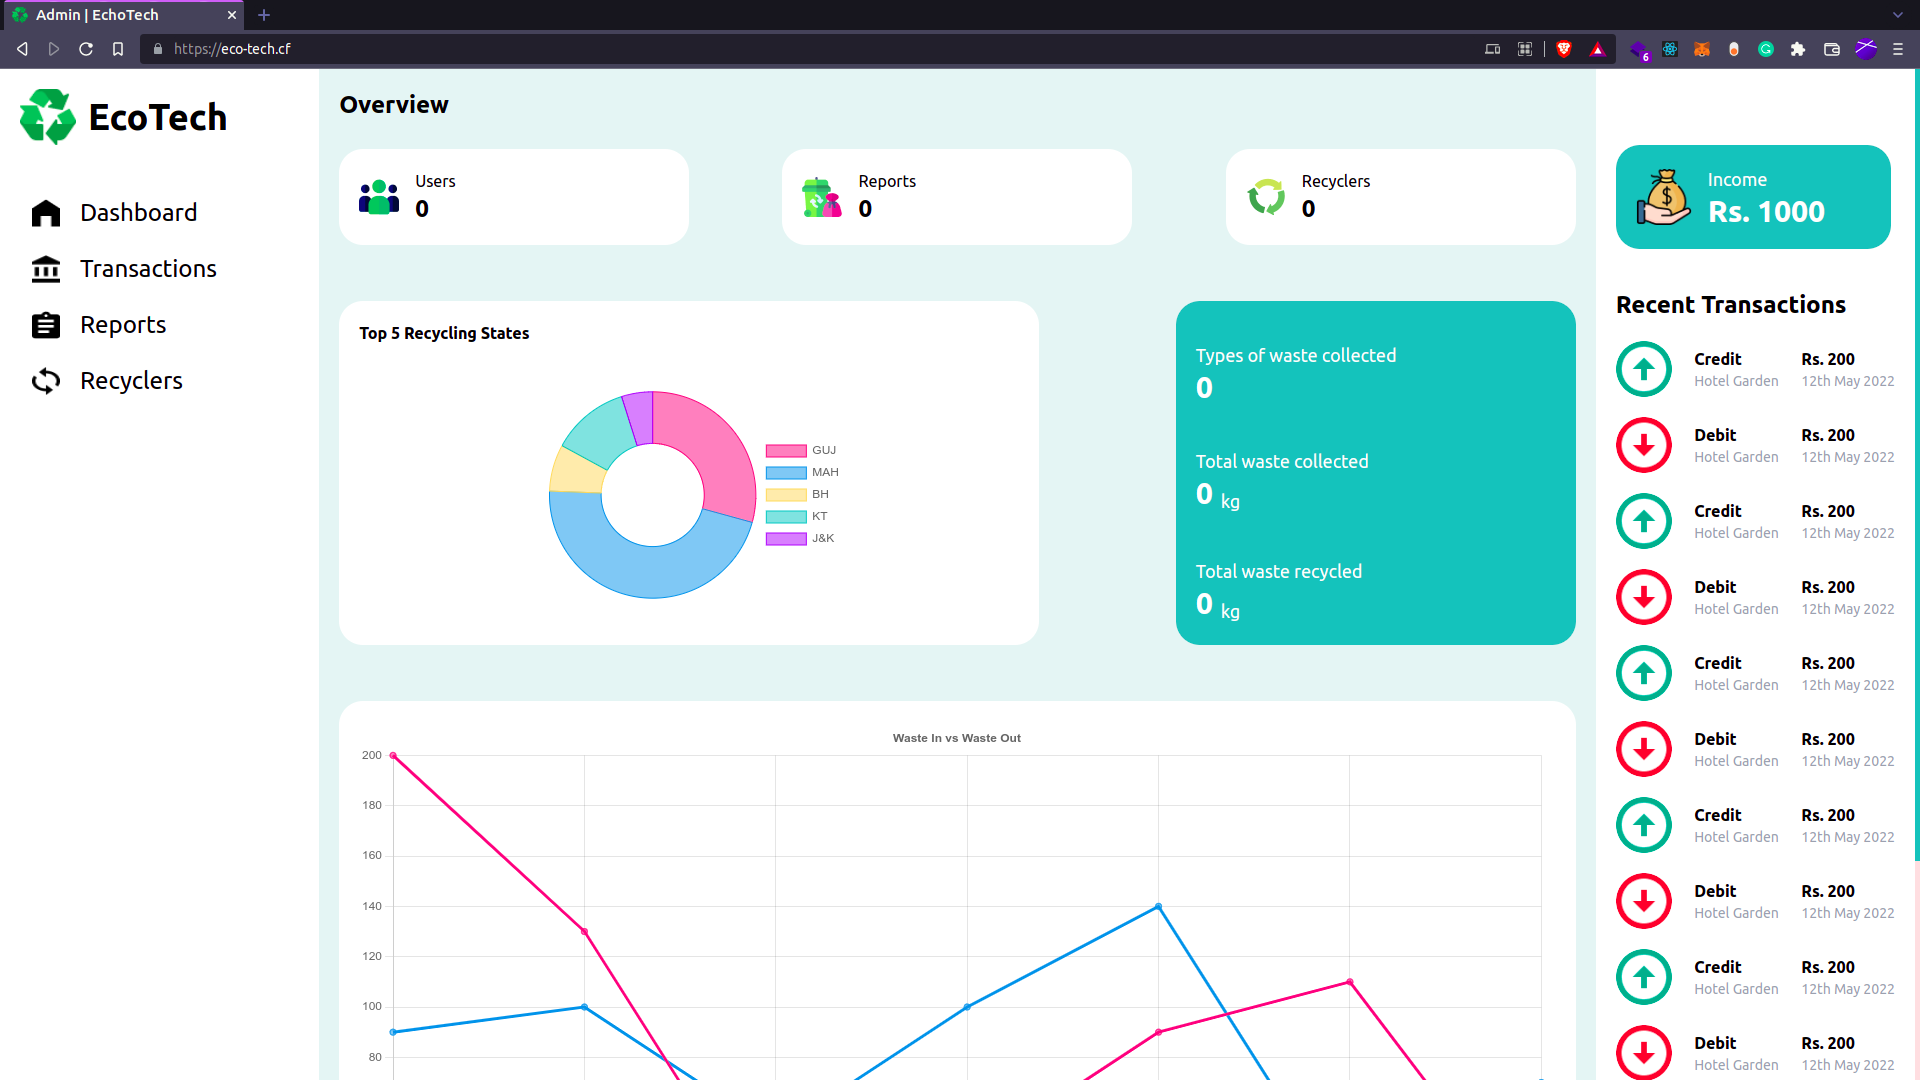 Admin | EchoTech
https://eco-tech.cf
6
EcoTech
Dashboard
Transactions
Reports
Recyclers
Overview
Users
0
Reports
0
Recyclers
0
Top 5 Recycling States
GUJ
MAH
BH
KT
J&K
Types of waste collected
0
Total waste collected
0 kg
Total waste recycled
0 kg
Waste In vs Waste Out
200
180
160
140
120
100
80
Income
Rs. 1000
Recent Transactions
Credit Rs. 200
Hotel Garden 12th May 2022
Debit Rs. 200
Hotel Garden 12th May 2022
Credit Rs. 200
Hotel Garden 12th May 2022
Debit Rs. 200
Hotel Garden 12th May 2022
Credit Rs. 200
Hotel Garden 12th May 2022
Debit Rs. 200
Hotel Garden 12th May 2022
Credit Rs. 200
Hotel Garden 12th May 2022
Debit Rs. 200
Hotel Garden 12th May 2022
Credit Rs. 200
Hotel Garden 12th May 2022
Debit Rs. 200
Hotel Garden 12th May 2022